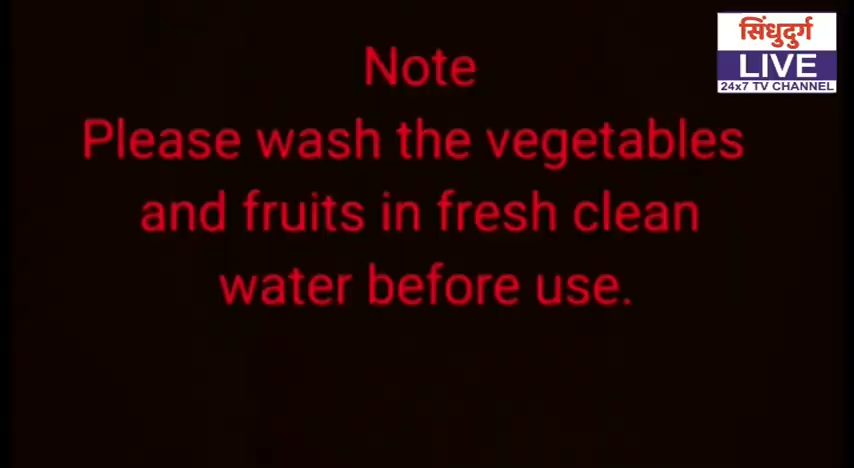 सिंधुदुर्ग
LIVE
24x7 TV CHANNEL
Note
Please wash the vegetables
and fruits in fresh clean
water before use.